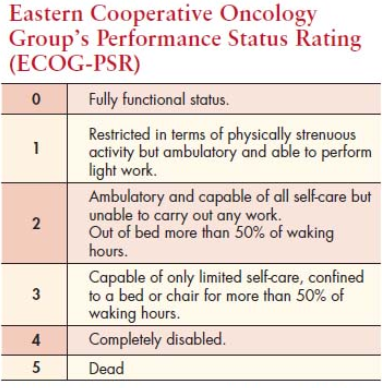 Eastern Cooperative Oncology
Group's Performance Status Rating
(ECOG-PSR)
0 Fully functional status.
1 Restricted in terms of physically strenuous
activity but ambulatory and able to perform
light work.
2 Ambulatory and capable of all self-care but
unable to carry out any work.
Out of bed more than 50% of waking
hours.
3 Capable of only limited self-care, confined
to a bed or chair for more than 50% of
waking hours.
4 Completely disabled.
5 Dead